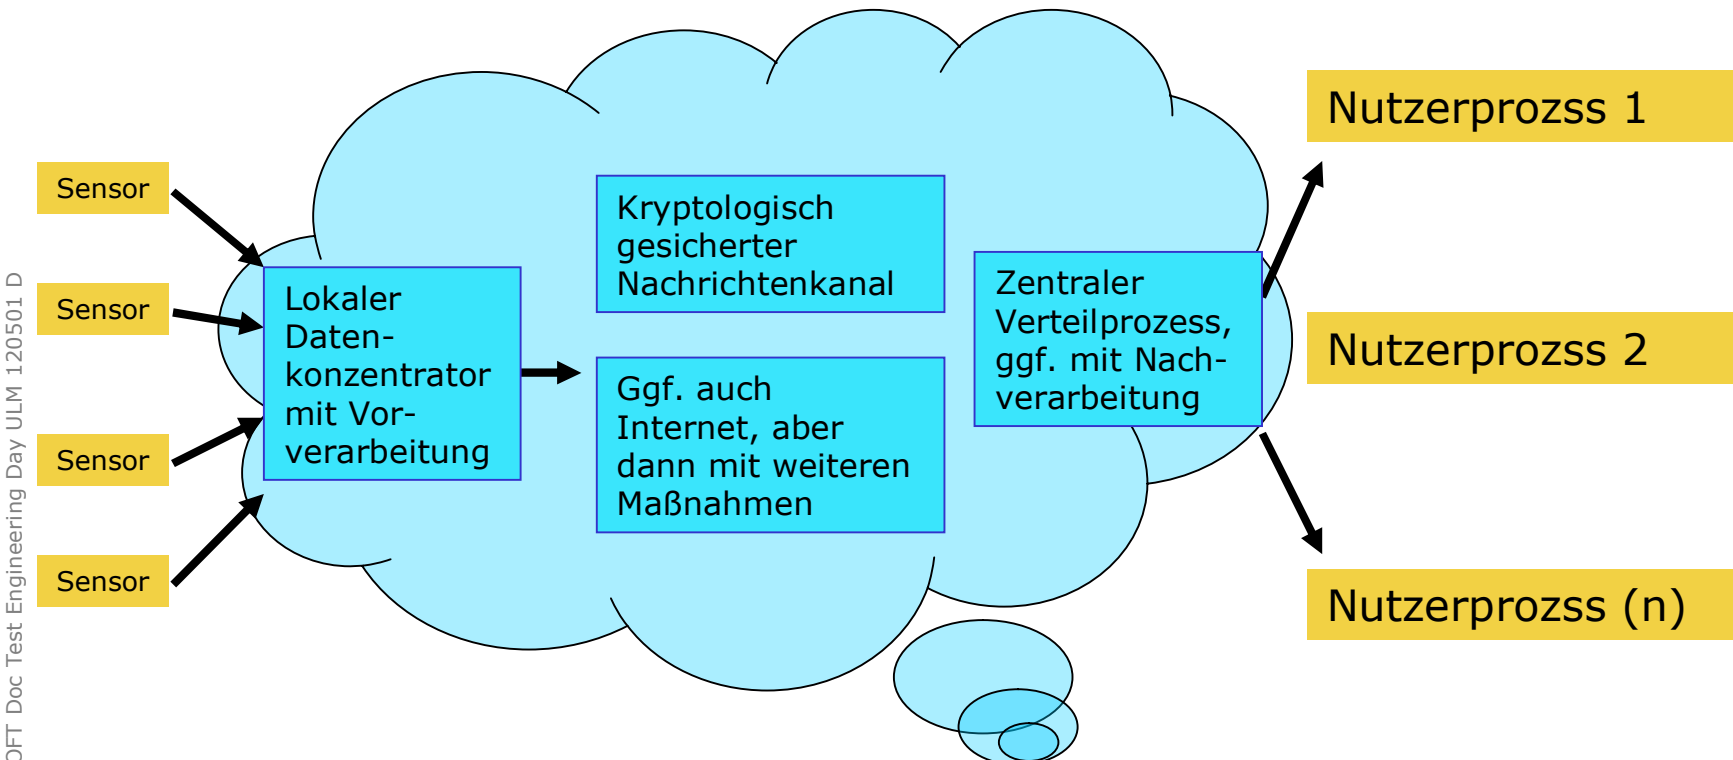 Sensor
Sensor
Sensor
Sensor
Lokaler
Daten-
konzentrator
mit Vor-
verarbeitung
Kryptologisch
gesicherter
Nachrichtenkanal
Ggf. auch
Internet, aber
dann mit weiteren
Maßnahmen
Zentraler
Verteilprozess,
ggf. mit Nach-
verarbeitung
Nutzerprozss 1
Nutzerprozss 2
Nutzerprozss (n)
Doc Test Engineering Day ULM 120501 D